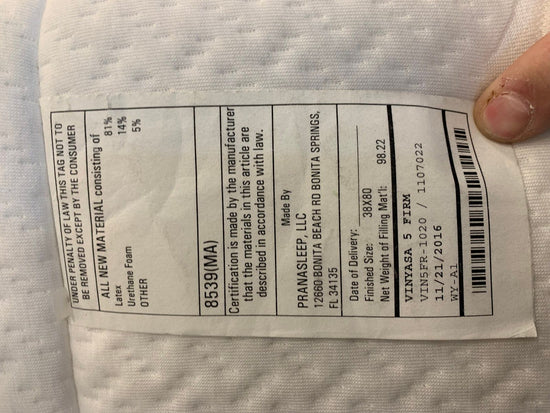 UNDER PENALTY OF LAW THIS TAG NOT TO
BE REMOVED EXCEPT BY THE CONSUMER
ALL NEW MATERIAL consisting of
Latex 81%
Urethane Foam 14%
OTHER 5%
8539(MA)
Certification is made by the manufacturer
that the materials in this article are
described in accordance with law.
Made By
PRANASLEEP, LLC
12660 BONITA BEACH RD BONITA SPRINGS,
FL 34135
Date of Delivery:
Finished Size: 38X80
Net Weight of Filling Mat'l: 98.22
VINTASA 5 FIRM
VIN5FR-1020 / 1107022
11/21/2016
WY-A1